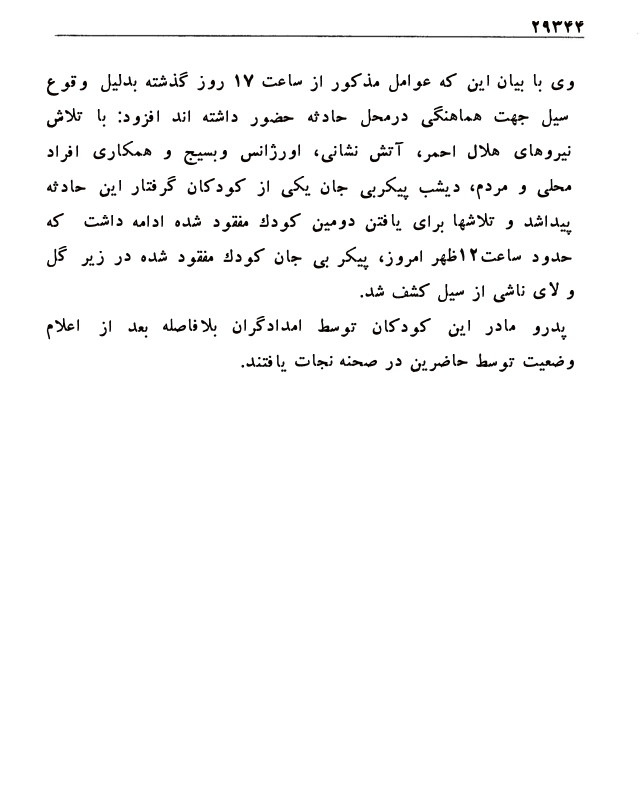 ۲۹۳۴۴
وی با بیان این که عوامل مذکور از ساعت ۱۷ روز گذشته بدلیل وقوع
سیل جهت هماهنگی درمحل حادثه حضور داشته اند افزود: با تلاش
نیروهای هلال احمر، آتش نشانی، اورژانس وبسیج و همکاری افراد
محلی و مردم، دیشب پیکربی جان یکی از کودکان گرفتار این حادثه
پیداشد و تلاشها برای یافتن دومین کودك مفقود شده ادامه داشت که
حدود ساعت۱۲ظهر امروز، پیکر بی جان کودك مفقود شده در زیر گل
و لای ناشی از سیل کشف شد.
پدرو مادر این کودکان توسط امدادگران بلافاصله بعد از اعلام
وضعیت توسط حاضرین در صحنه نجات یافتند.